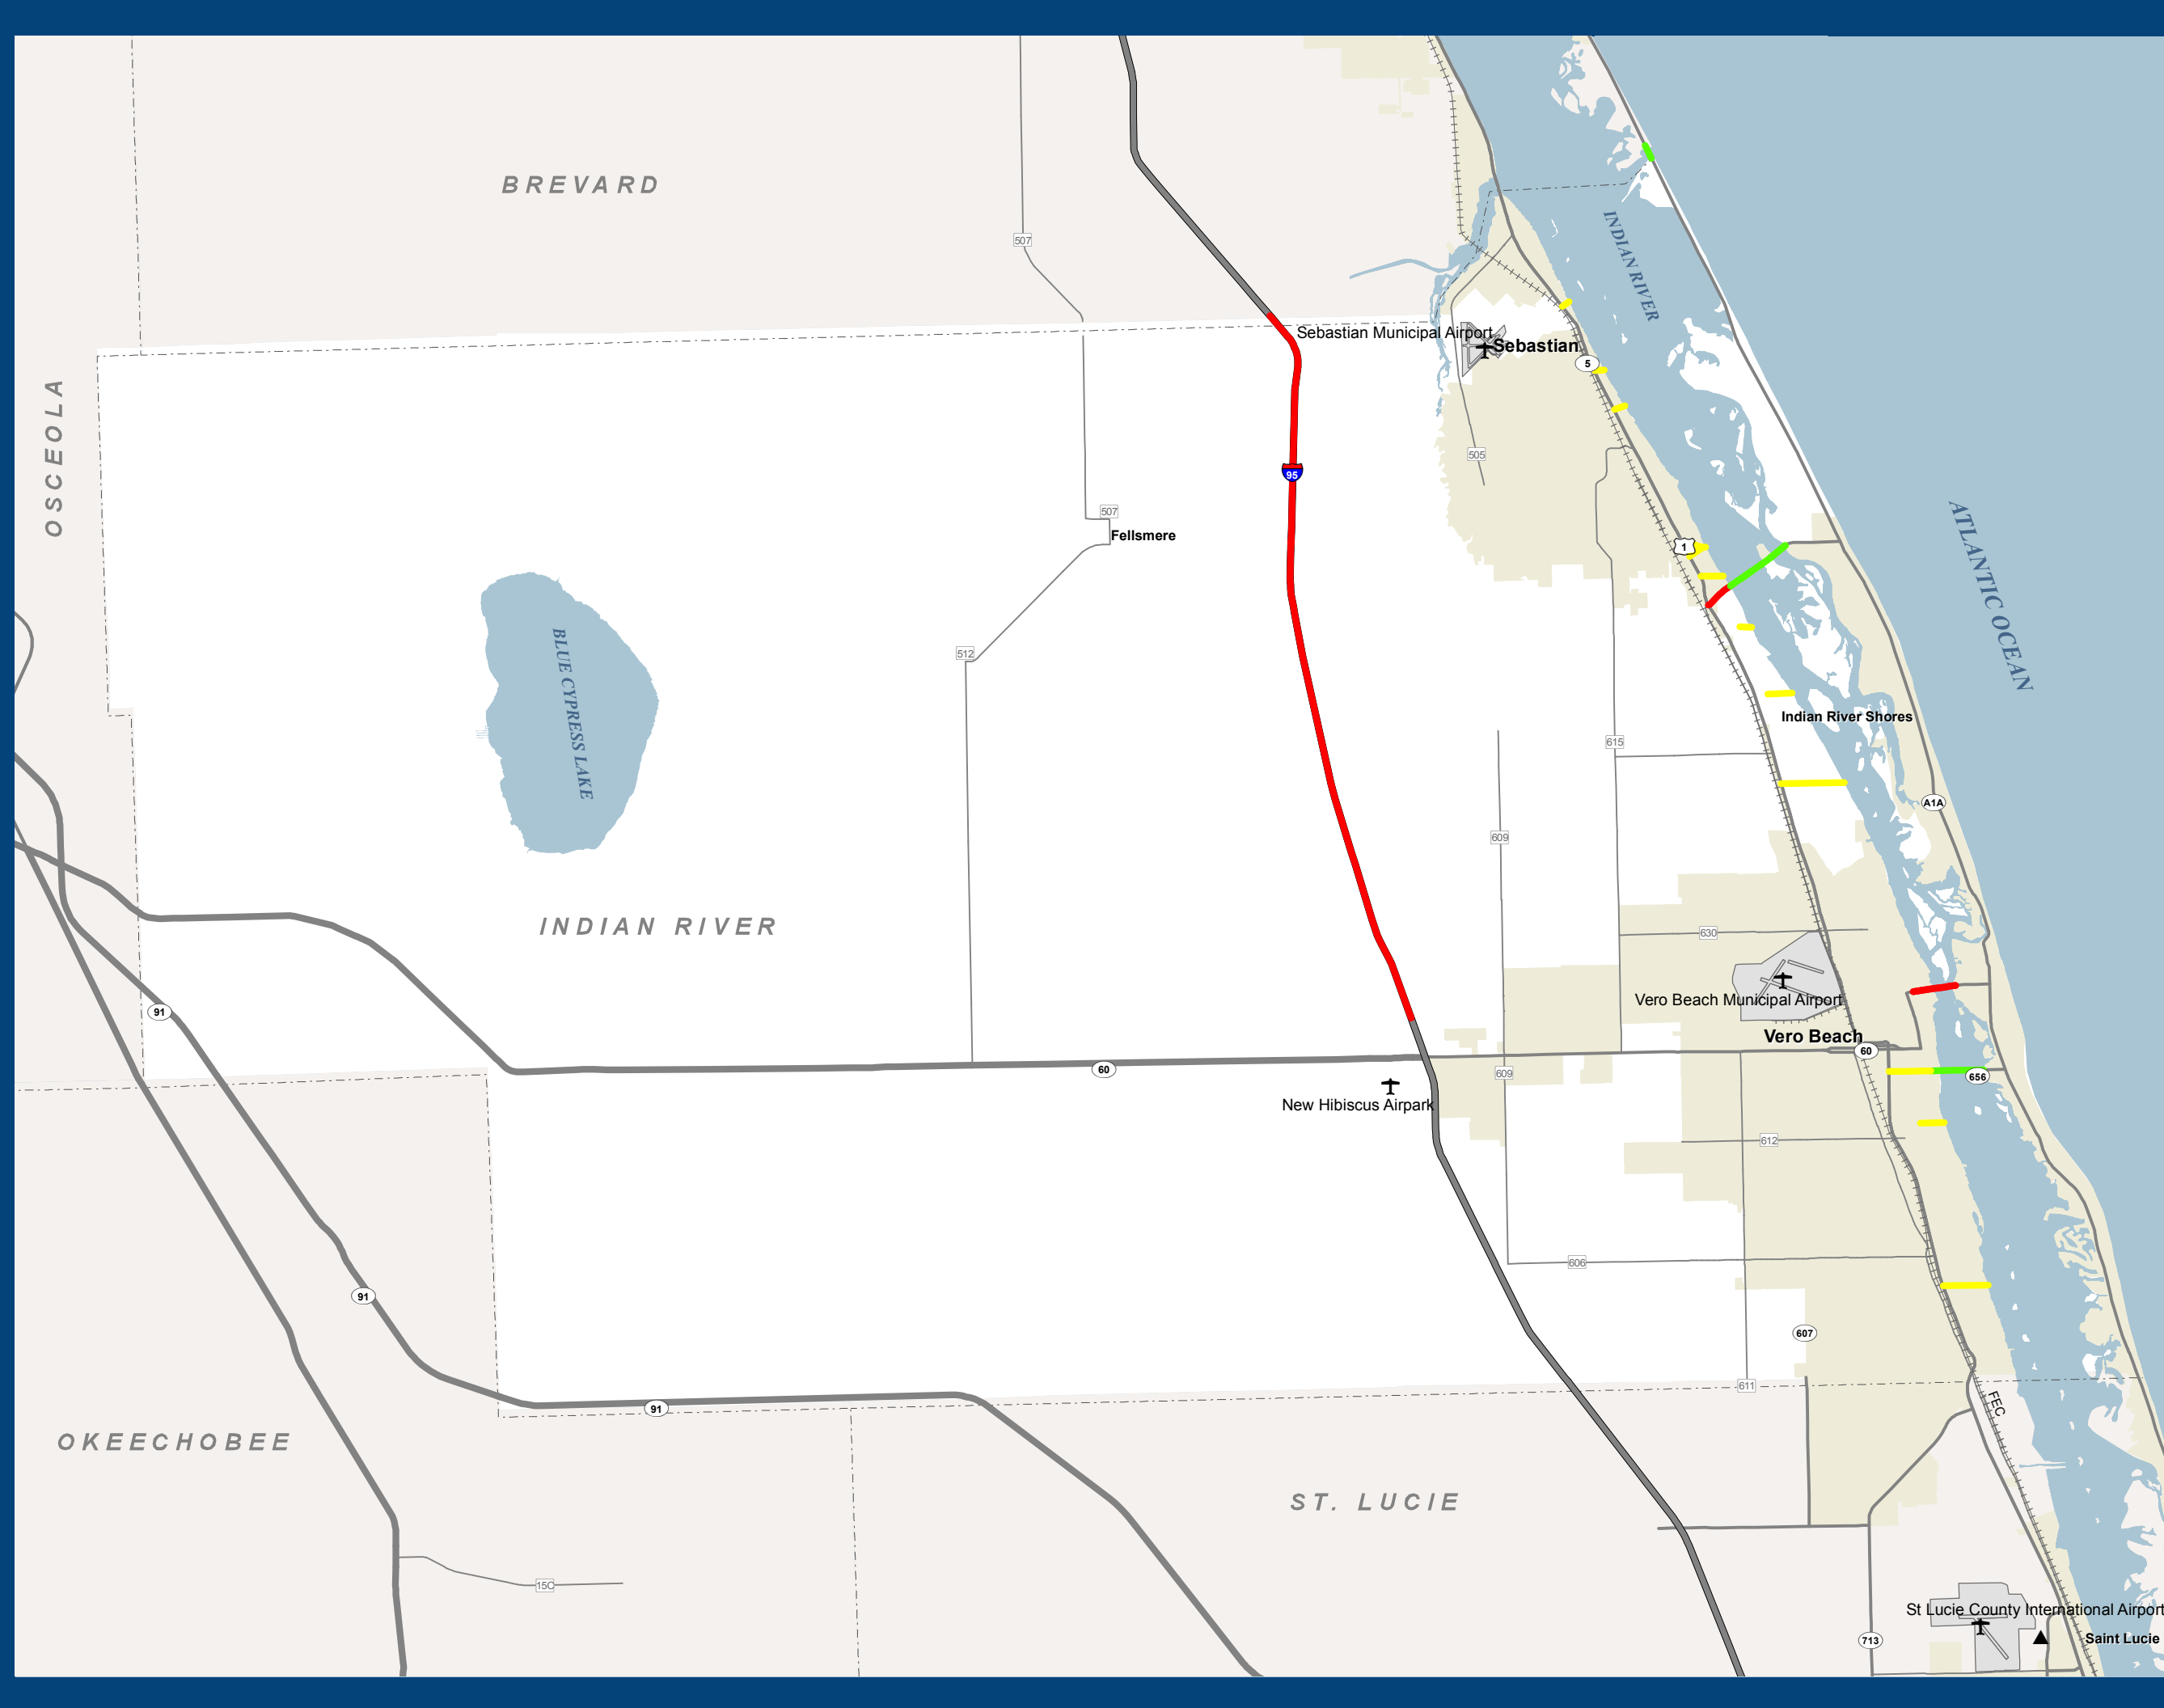 BREVARD
507
INDIAN RIVER
Sebastian Municipal Airport
Sebastian
5
OSCEOLA
505
95
507
Fellsmere
1
ATLANTIC OCEAN
512
BLUE CYPRESS LAKE
Indian River Shores
615
A1A
609
INDIAN RIVER
630
91
Vero Beach Municipal Airport
Vero Beach
60
60
609
656
New Hibiscus Airpark
612
606
91
607
611
91
FEC
OKEECHOBEE
ST. LUCIE
15C
St Lucie County International Airport
713
Saint Lucie